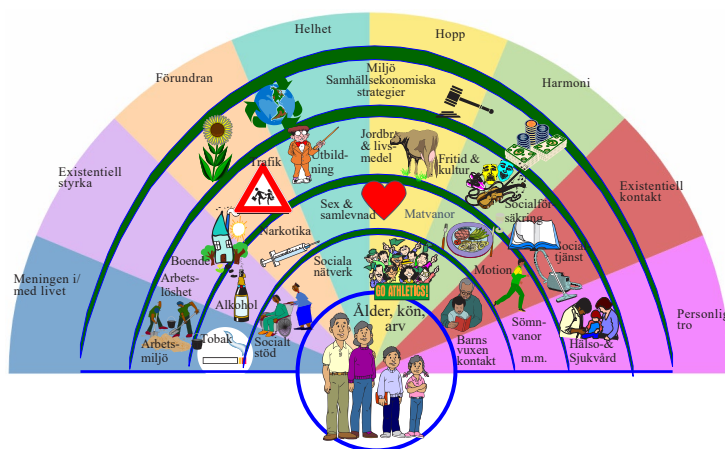 Helhet
Hopp
Förundran
Harmoni
Existentiell
styrka
Existentiell
kontakt
Meningen i/
med livet
Personlig
tro
Miljö
Samhällsekonomiska
strategier
Trafik
Utbild-
ning
Jordbr
& livs-
medel
Fritid &
kultur
Socialför
säkring
Social
tjänst
Boende
Arbets-
löshet
Arbets-
miljö
Hälso- &
Sjukvård
Narkotika
Sex &
samlevnad
Matvanor
Motion
Alkohol
Tobak
Sömn-
vanor
m.m.
Sociala
nätverk
GO ATHLETICS!
Socialt
stöd
Barns
vuxen
kontakt
Ålder, kön,
arv